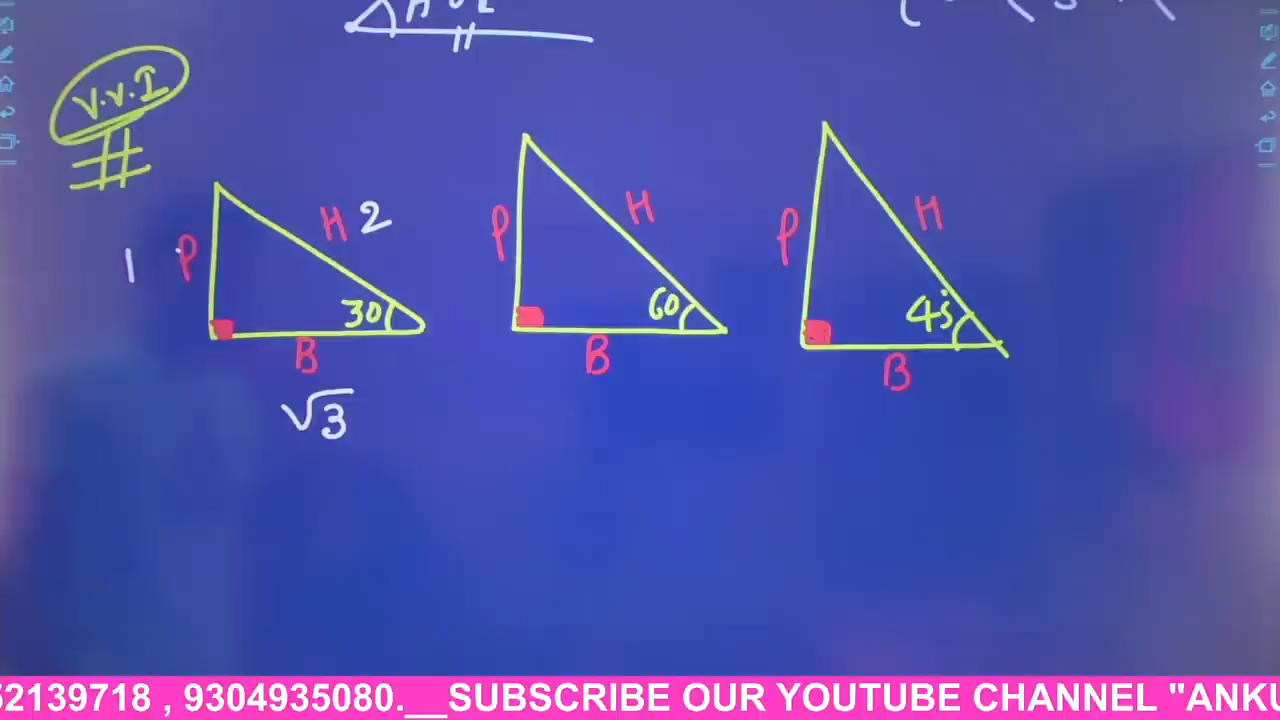 V.V.I
P H 2
1 P
30
B
√3
P H
60
B
P H
45
B
52139718 , 9304935080.__SUBSCRIBE OUR YOUTUBE CHANNEL "ANKU